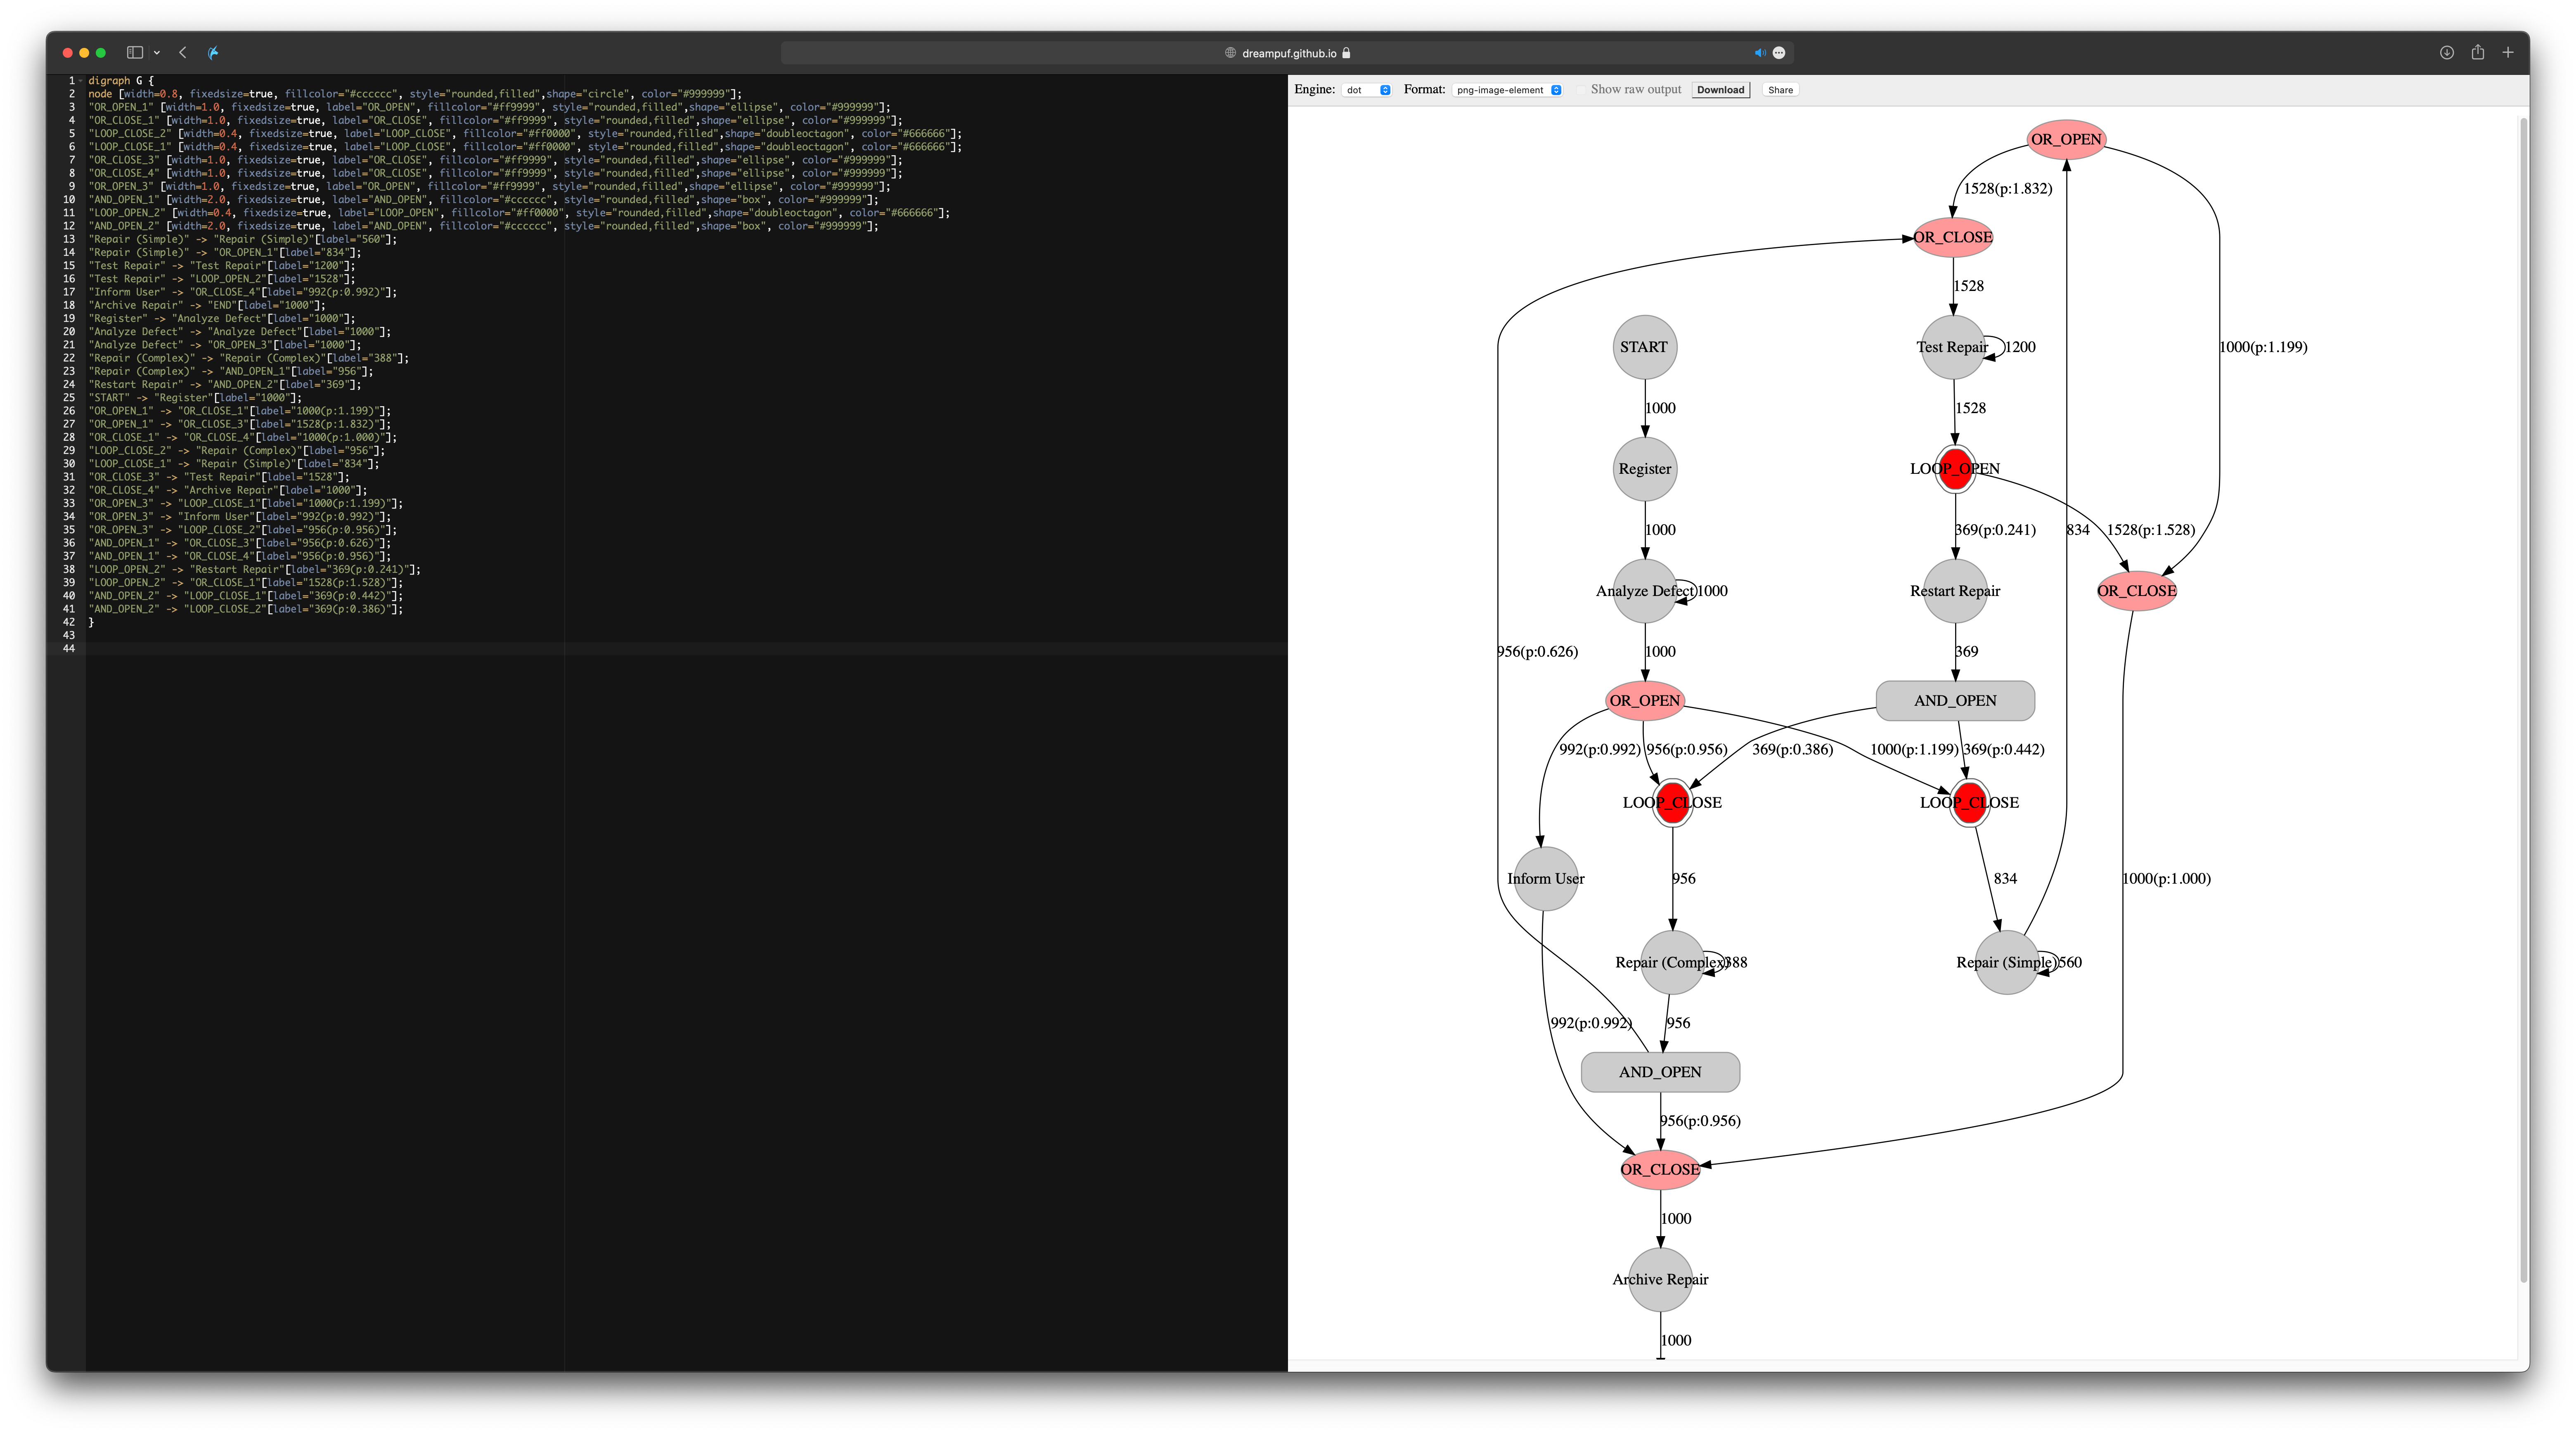 dreampuf.github.io
1 digraph G {
2 node [width=0.8, fixedsize=true, fillcolor="#cccccc", style="rounded,filled",shape="circle", color="#999999"];
3 "OR_OPEN_1" [width=1.0, fixedsize=true, label="OR_OPEN", fillcolor="#ff9999", style="rounded,filled",shape="ellipse", color="#999999"];
4 "OR_CLOSE_1" [width=1.0, fixedsize=true, label="OR_CLOSE", fillcolor="#ff9999", style="rounded,filled",shape="ellipse", color="#999999"];
5 "LOOP_CLOSE_2" [width=0.4, fixedsize=true, label="LOOP_CLOSE", fillcolor="#ff0000", style="rounded,filled",shape="doubleoctagon", color="#666666"];
6 "LOOP_CLOSE_1" [width=0.4, fixedsize=true, label="LOOP_CLOSE", fillcolor="#ff0000", style="rounded,filled",shape="doubleoctagon", color="#666666"];
7 "OR_CLOSE_3" [width=1.0, fixedsize=true, label="OR_CLOSE", fillcolor="#ff9999", style="rounded,filled",shape="ellipse", color="#999999"];
8 "OR_CLOSE_4" [width=1.0, fixedsize=true, label="OR_CLOSE", fillcolor="#ff9999", style="rounded,filled",shape="ellipse", color="#999999"];
9 "OR_OPEN_3" [width=1.0, fixedsize=true, label="OR_OPEN", fillcolor="#ff9999", style="rounded,filled",shape="ellipse", color="#999999"];
10 "AND_OPEN_1" [width=2.0, fixedsize=true, label="AND_OPEN", fillcolor="#cccccc", style="rounded,filled",shape="box", color="#999999"];
11 "LOOP_OPEN_2" [width=0.4, fixedsize=true, label="LOOP_OPEN", fillcolor="#ff0000", style="rounded,filled",shape="doubleoctagon", color="#666666"];
12 "AND_OPEN_2" [width=2.0, fixedsize=true, label="AND_OPEN", fillcolor="#cccccc", style="rounded,filled",shape="box", color="#999999"];
13 "Repair (Simple)" -> "Repair (Simple)"[label="560"];
14 "Repair (Simple)" -> "OR_OPEN_1"[label="834"];
15 "Test Repair" -> "Test Repair"[label="1200"];
16 "Test Repair" -> "LOOP_OPEN_2"[label="1528"];
17 "Inform User" -> "OR_CLOSE_4"[label="992(p:0.992)"];
18 "Archive Repair" -> "END"[label="1000"];
19 "Register" -> "Analyze Defect"[label="1000"];
20 "Analyze Defect" -> "Analyze Defect"[label="1000"];
21 "Analyze Defect" -> "OR_OPEN_3"[label="1000"];
22 "Repair (Complex)" -> "Repair (Complex)"[label="388"];
23 "Repair (Complex)" -> "AND_OPEN_1"[label="956"];
24 "Restart Repair" -> "AND_OPEN_2"[label="369"];
25 "START" -> "Register"[label="1000"];
26 "OR_OPEN_1" -> "OR_CLOSE_1"[label="1000(p:1.199)"];
27 "OR_OPEN_1" -> "OR_CLOSE_3"[label="1528(p:1.832)"];
28 "OR_CLOSE_1" -> "OR_CLOSE_4"[label="1000(p:1.000)"];
29 "LOOP_CLOSE_2" -> "Repair (Complex)"[label="956"];
30 "LOOP_CLOSE_1" -> "Repair (Simple)"[label="834"];
31 "OR_CLOSE_3" -> "Test Repair"[label="1528"];
32 "OR_CLOSE_4" -> "Archive Repair"[label="1000"];
33 "OR_OPEN_3" -> "LOOP_CLOSE_1"[label="1000(p:1.199)"];
34 "OR_OPEN_3" -> "Inform User"[label="992(p:0.992)"];
35 "OR_OPEN_3" -> "LOOP_CLOSE_2"[label="956(p:0.956)"];
36 "AND_OPEN_1" -> "OR_CLOSE_3"[label="956(p:0.626)"];
37 "AND_OPEN_1" -> "OR_CLOSE_4"[label="956(p:0.956)"];
38 "LOOP_OPEN_2" -> "Restart Repair"[label="369(p:0.241)"];
39 "LOOP_OPEN_2" -> "OR_CLOSE_1"[label="1528(p:1.528)"];
40 "AND_OPEN_2" -> "LOOP_CLOSE_1"[label="369(p:0.442)"];
41 "AND_OPEN_2" -> "LOOP_CLOSE_2"[label="369(p:0.386)"];
42 }
43
44
Engine: dot Format: png-image-element Show raw output Download Share
OR_OPEN
1528(p:1.832)
OR_CLOSE
1528
START
Test Repair
1200
1000(p:1.199)
1000
1528
Register
LOOP_OPEN
1000
369(p:0.241)
834
1528(p:1.528)
Analyze Defect
1000
Restart Repair
OR_CLOSE
956(p:0.626)
1000
369
OR_OPEN
AND_OPEN
992(p:0.992)
956(p:0.956)
369(p:0.386)
1000(p:1.199)
369(p:0.442)
LOOP_CLOSE
LOOP_CLOSE
Inform User
956
834
1000(p:1.000)
Repair (Complex)
388
Repair (Simple)
560
992(p:0.992)
956
AND_OPEN
956(p:0.956)
OR_CLOSE
1000
Archive Repair
1000